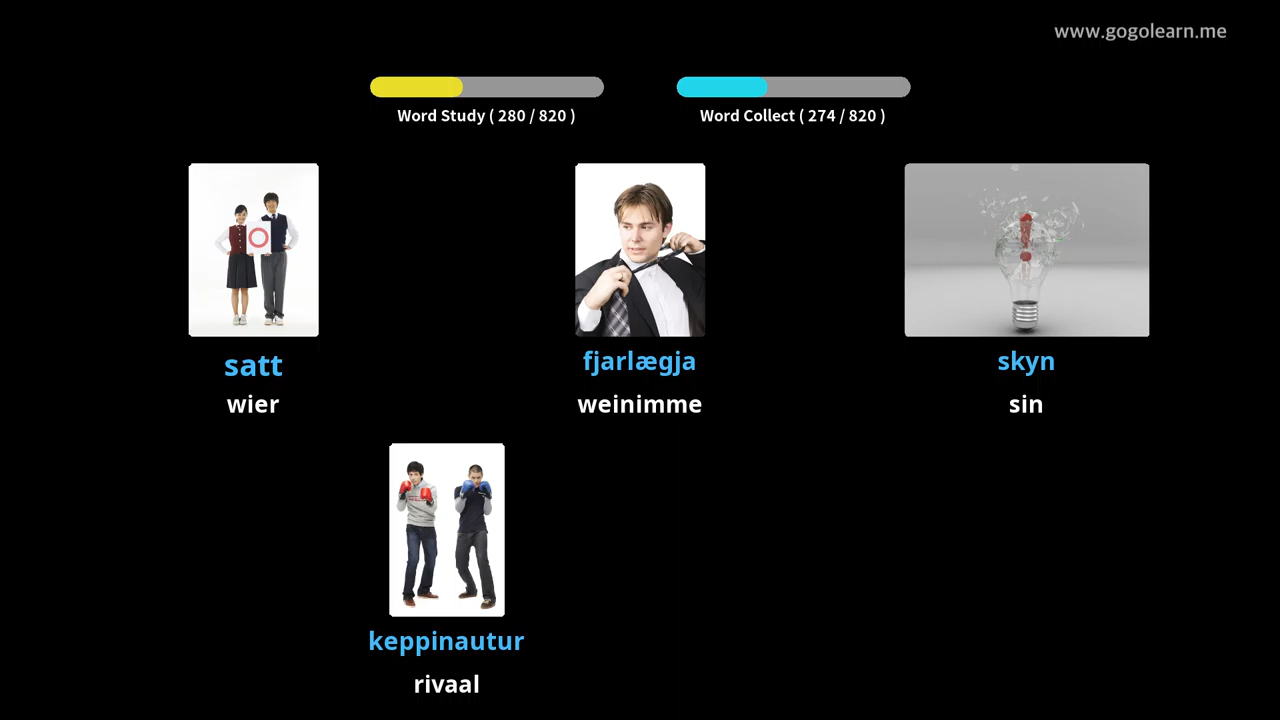 www.gogolearn.me
Word Study ( 280 / 820 )
Word Collect ( 274 / 820 )
satt
wier
fjarlægja
weinimme
skyn
sin
keppinautur
rivaal